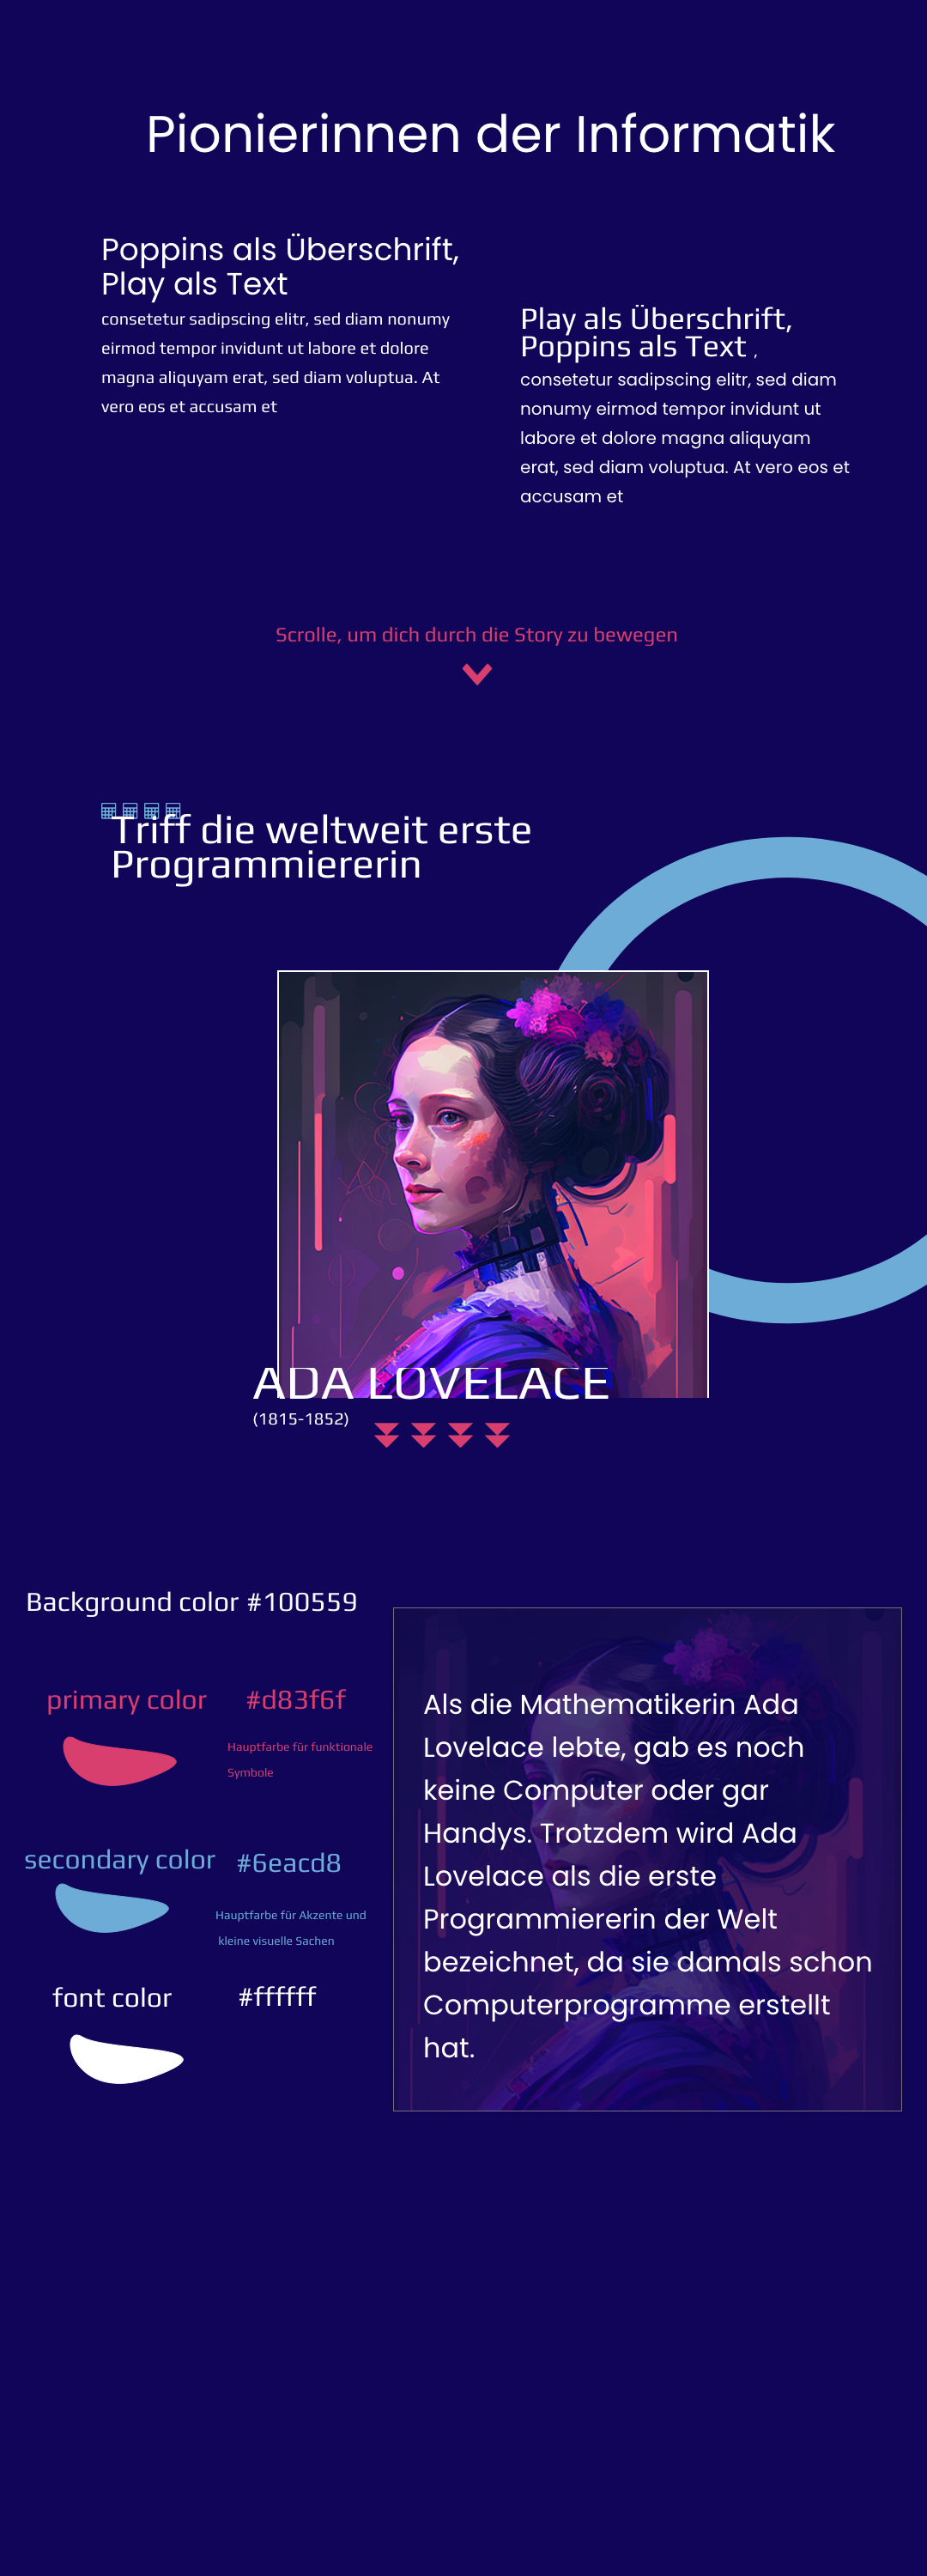 Pionierinnen der Informatik
Poppins als Überschrift,
Play als Text
consetetur sadipscing elitr, sed diam nonumy
eirmod tempor invidunt ut labore et dolore
magna aliquyam erat, sed diam voluptua. At
vero eos et accusam et
Play als Überschrift,
Poppins als Text ,
consetetur sadipscing elitr, sed diam
nonumy eirmod tempor invidunt ut
labore et dolore magna aliquyam
erat, sed diam voluptua. At vero eos et
accusam et
Scrolle, um dich durch die Story zu bewegen
Triff die weltweit erste
Programmiererin
ADA LOVELACE
(1815-1852)
Background color #100559
primary color #d83f6f
Hauptfarbe für funktionale
Symbole
secondary color #6eacd8
Hauptfarbe für Akzente und
kleine visuelle Sachen
font color #ffffff
Als die Mathematikerin Ada
Lovelace lebte, gab es noch
keine Computer oder gar
Handys. Trotzdem wird Ada
Lovelace als die erste
Programmiererin der Welt
bezeichnet, da sie damals schon
Computerprogramme erstellt
hat.